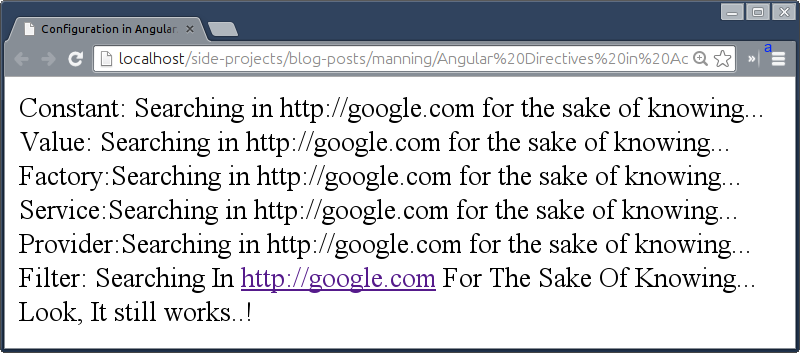 Configuration in Angular
localhost/side-projects/blog-posts/manning/Angular%20Directives%20in%20Ac
a
Constant: Searching in http://google.com for the sake of knowing...
Value: Searching in http://google.com for the sake of knowing...
Factory:Searching in http://google.com for the sake of knowing...
Service:Searching in http://google.com for the sake of knowing...
Provider:Searching in http://google.com for the sake of knowing...
Filter: Searching In http://google.com For The Sake Of Knowing...
Look, It still works..!